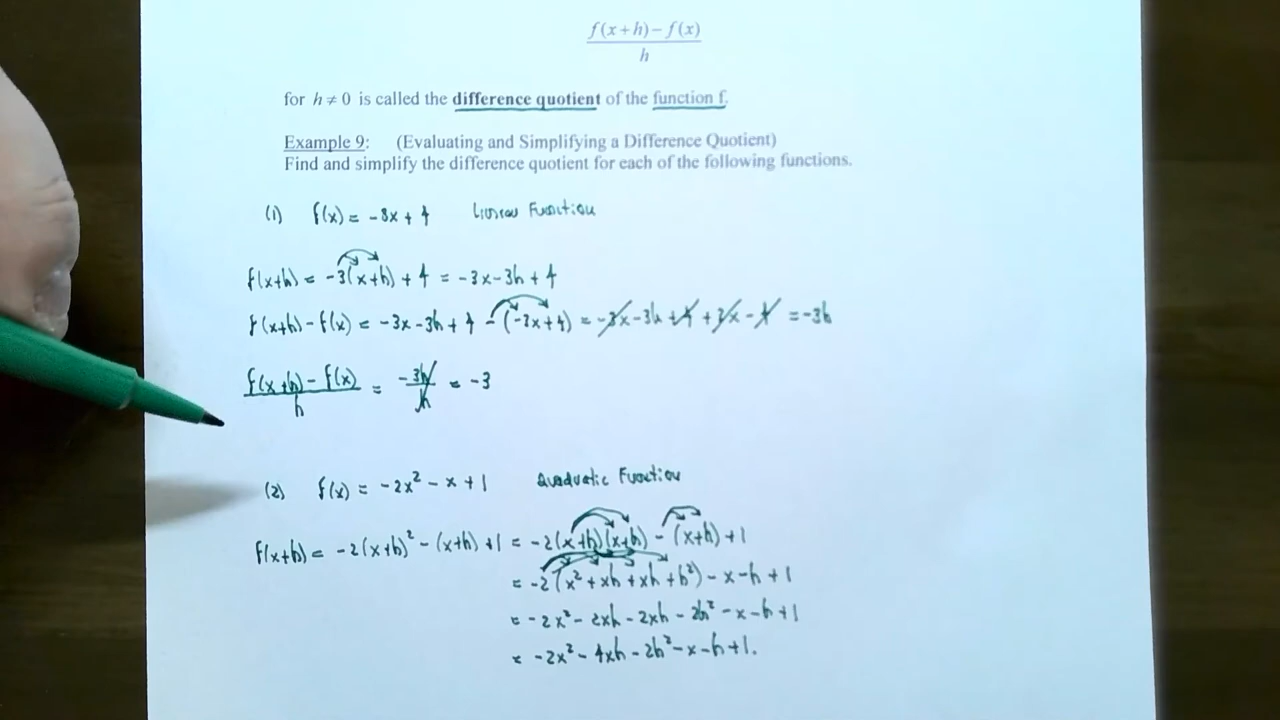 f(x+h) – f(x)
h
for h ≠ 0 is called the difference quotient of the function f.
Example 9: (Evaluating and Simplifying a Difference Quotient)
Find and simplify the difference quotient for each of the following functions.
(1) f(x) = -3x + 4 Linear Function
f(x+h) = -3(x+h) + 4 = -3x-3h + 4
f(x+h) - f(x) = -3x-3h + 4 -(-3x+4) = -3x-3h +4 +3x-4 = -3h
f(x+h) - f(x) / h = -3h / h = -3
(2) f(x) = -2x² - x + 1 Quadratic Function
f(x+h) = -2(x+h)² - (x+h) + 1 = -2(x+h)(x+h) - (x+h) + 1
= -2(x² + xh + xh + h²) - x - h + 1
= -2x² - 2xh - 2xh - 2h² - x - h + 1
= -2x² - 4xh - 2h² - x - h + 1.